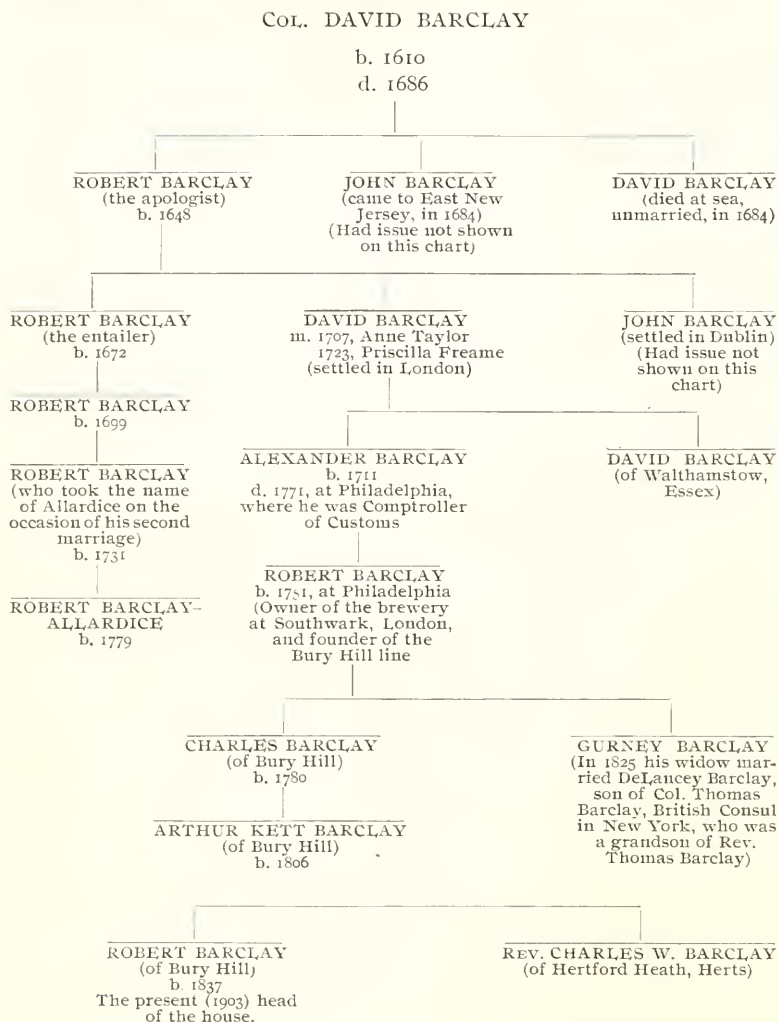 COL. DAVID BARCLAY
b. 1610
d. 1686
ROBERT BARCLAY
(the apologist)
b. 1648
JOHN BARCLAY
(came to East New
Jersey, in 1684)
(Had issue not shown
on this chart)
DAVID BARCLAY
(died at sea,
unmarried, in 1684)
ROBERT BARCLAY
(the entailer)
b. 1672
DAVID BARCLAY
m. 1707, Anne Taylor
1723, Priscilla Freame
(settled in London)
JOHN BARCLAY
(settled in Dublin)
(Had issue not
shown on this
chart)
ROBERT BARCLAY
b. 1699
ALEXANDER BARCLAY
b. 1711
d. 1771, at Philadelphia,
where he was Comptroller
of Customs
DAVID BARCLAY
(of Walthamstow,
Essex)
ROBERT BARCLAY
(who took the name
of Allardice on the
occasion of his second
marriage)
b. 1731
ROBERT BARCLAY
b. 1751, at Philadelphia
(Owner of the brewery
at Southwark, London,
and founder of the
Bury Hill line
ROBERT BARCLAY-
ALLARDICE
b. 1779
CHARLES BARCLAY
(of Bury Hill)
b. 1780
GURNEY BARCLAY
(In 1825 his widow mar-
ried DeLancey Barclay,
son of Col. Thomas
Barclay, British Consul
in New York, who was
a grandson of Rev.
Thomas Barclay)
ARTHUR KETT BARCLAY
(of Bury Hill)
b. 1806
ROBERT BARCLAY
(of Bury Hill)
b. 1837
The present (1903) head
of the house.
REV. CHARLES W. BARCLAY
(of Hertford Heath, Herts)